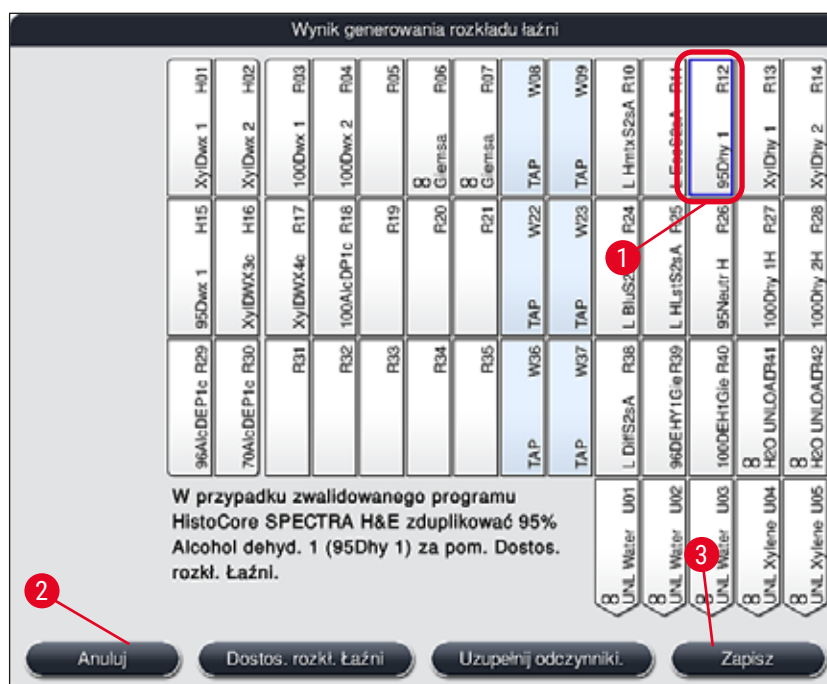 Wynik generowania rozkładu łaźni
XylDwx 1 H01
XylDwx 2 H02
100Dwx 1 R03
100Dwx 2 R04
R05
∞ Giemsa R06
∞ Giemsa R07
TAP W08
TAP W09
L HmtxS2sA R10
L EosS2sA R11
95Dhy 1 R12
XylDhy 1 R13
XylDhy 2 R14
95Dwx 1 H15
XylDWX3c H16
XylDWX4c R17
100AlcDP1c R18
R19
R20
R21
TAP W22
TAP W23
L BluS2 R24
L HLstS2sA R25
95Neutr H R26
100Dhy 1H R27
100Dhy 2H R28
96AlcDEP1c R29
70AlcDEP1c R30
R31
R32
R33
R34
R35
TAP W36
TAP W37
L DiffS2sA R38
96DEHY1Gie R39
100DEH1Gie R40
∞ H2O UNLOAD R41
∞ H2O UNLOAD R42
∞ UNL Water U01
∞ UNL Water U02
∞ UNL Water U03
∞ UNL Xylene U04
∞ UNL Xylene U05
1
W przypadku zwalidowanego programu
HistoCore SPECTRA H&E zduplikować 95%
Alcohol dehyd. 1 (95Dhy 1) za pom. Dostos.
rozkł. Łaźni.
2
3
Anuluj
Dostos. rozkł. Łaźni
Uzupełnij odczynniki.
Zapisz